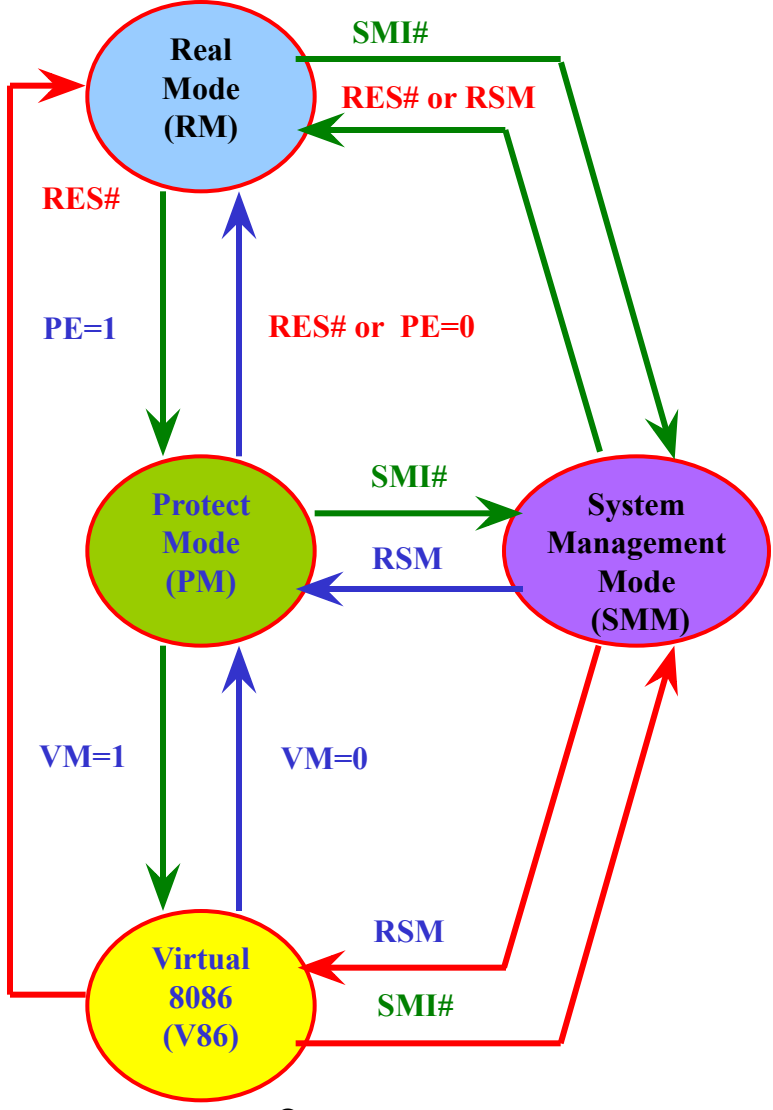 SMI#
Real
Mode
(RM)
RES# or RSM
RES#
PE=1
RES# or PE=0
Protect
Mode
(PM)
SMI#
RSM
System
Management
Mode
(SMM)
VM=1
VM=0
Virtual
8086
(V86)
RSM
SMI#